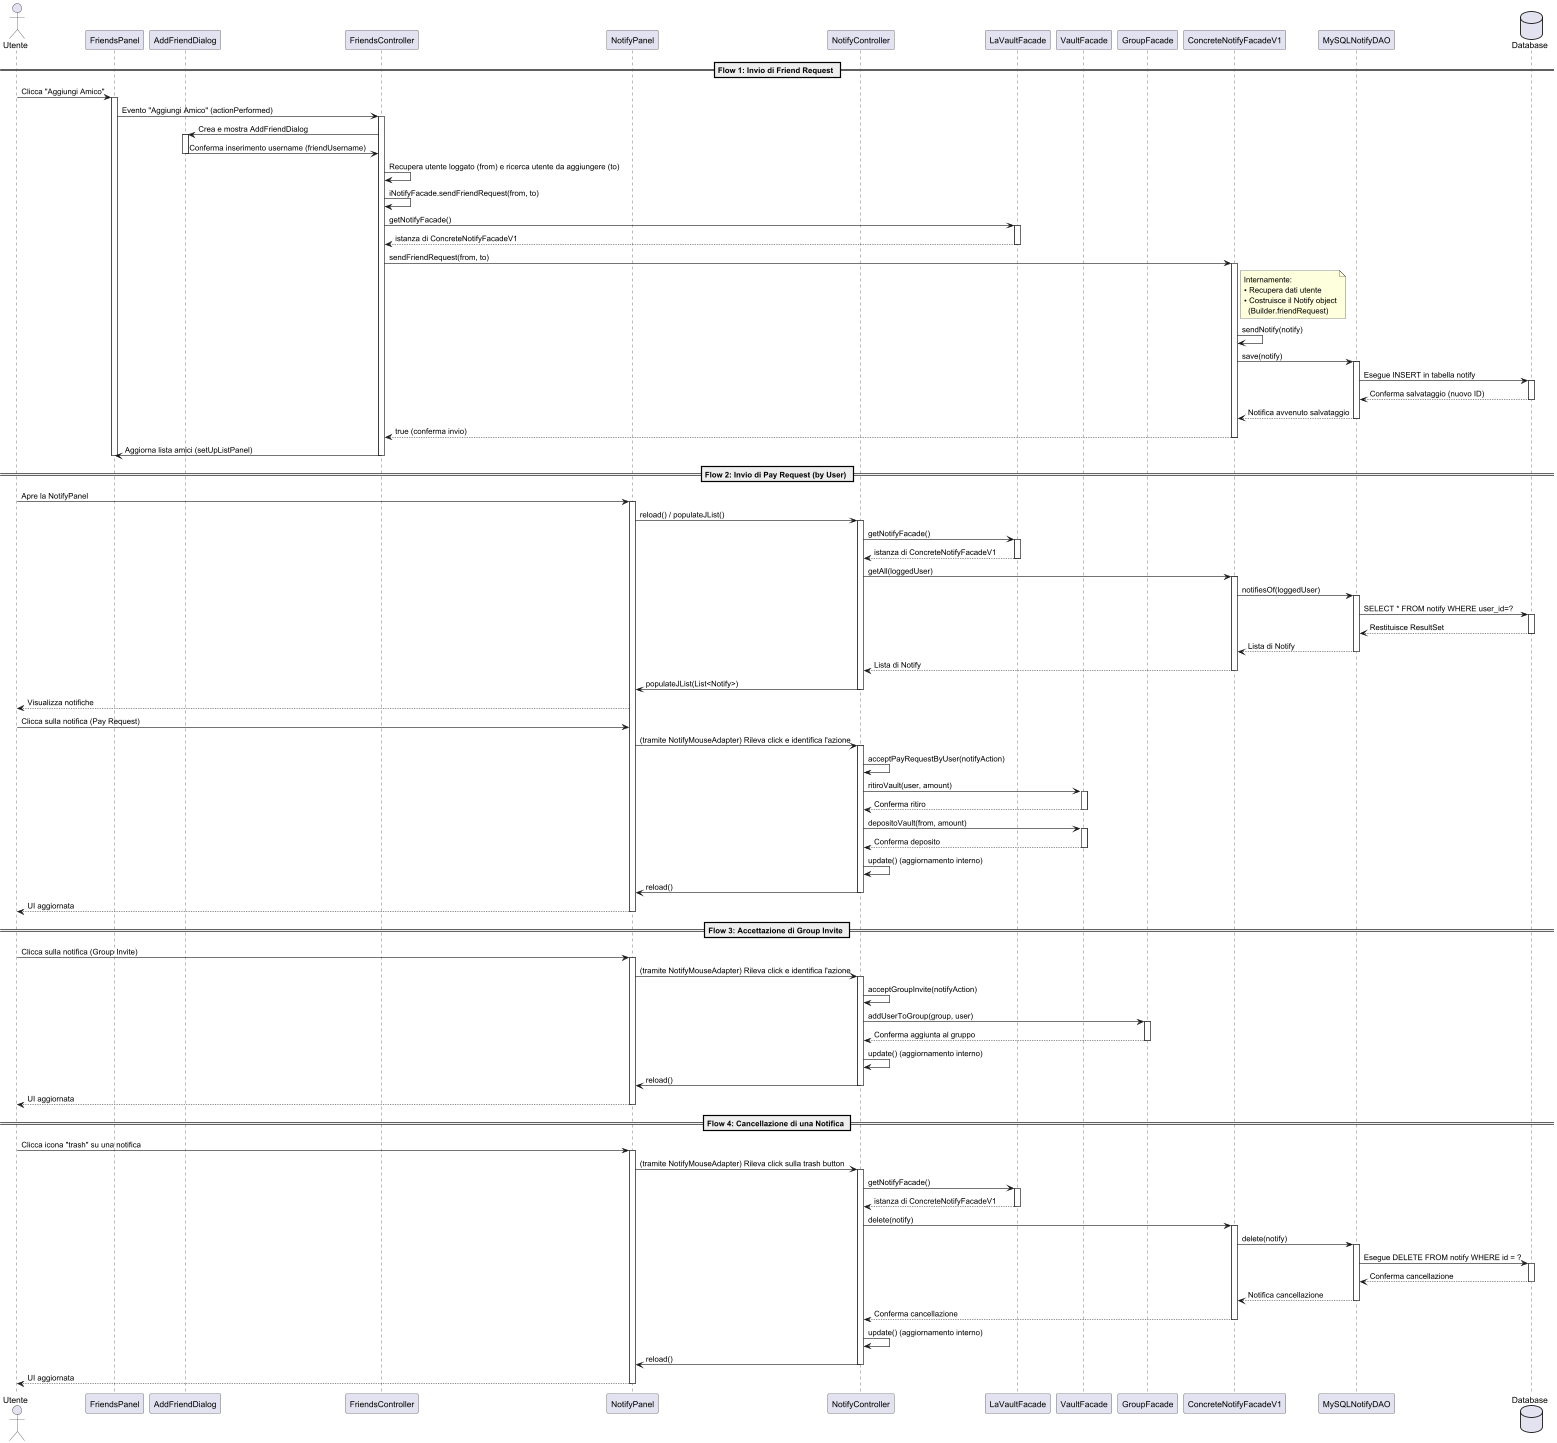 Utente
FriendsPanel
AddFriendDialog
FriendsController
NotifyPanel
NotifyController
LaVaultFacade
VaultFacade
GroupFacade
ConcreteNotifyFacadeV1
MySQLNotifyDAO
Database
Flow 1: Invio di Friend Request
Clicca "Aggiungi Amico"
Evento "Aggiungi Amico" (actionPerformed)
Crea e mostra AddFriendDialog
Conferma inserimento username (friendUsername)
Recupera utente loggato (from) e ricerca utente da aggiungere (to)
iNotifyFacade.sendFriendRequest(from, to)
getNotifyFacade()
istanza di ConcreteNotifyFacadeV1
sendFriendRequest(from, to)
Internamente:
• Recupera dati utente
• Costruisce il Notify object
(Builder.friendRequest)
sendNotify(notify)
save(notify)
Esegue INSERT in tabella notify
Conferma salvataggio (nuovo ID)
Notifica avvenuto salvataggio
true (conferma invio)
Aggiorna lista amici (setUpListPanel)
Flow 2: Invio di Pay Request (by User)
Apre la NotifyPanel
reload() / populateJList()
getNotifyFacade()
istanza di ConcreteNotifyFacadeV1
getAll(loggedUser)
notifiesOf(loggedUser)
SELECT * FROM notify WHERE user_id=?
Restituisce ResultSet
Lista di Notify
Lista di Notify
populateJList(List<Notify>)
Visualizza notifiche
Clicca sulla notifica (Pay Request)
(tramite NotifyMouseAdapter) Rileva click e identifica l'azione
acceptPayRequestByUser(notifyAction)
ritiroVault(user, amount)
Conferma ritiro
depositoVault(from, amount)
Conferma deposito
update() (aggiornamento interno)
reload()
UI aggiornata
Flow 3: Accettazione di Group Invite
Clicca sulla notifica (Group Invite)
(tramite NotifyMouseAdapter) Rileva click e identifica l'azione
acceptGroupInvite(notifyAction)
addUserToGroup(group, user)
Conferma aggiunta al gruppo
update() (aggiornamento interno)
reload()
UI aggiornata
Flow 4: Cancellazione di una Notifica
Clicca icona "trash" su una notifica
(tramite NotifyMouseAdapter) Rileva click sulla trash button
getNotifyFacade()
istanza di ConcreteNotifyFacadeV1
delete(notify)
delete(notify)
Esegue DELETE FROM notify WHERE id = ?
Conferma cancellazione
Notifica cancellazione
Conferma cancellazione
update() (aggiornamento interno)
reload()
UI aggiornata
Utente
FriendsPanel
AddFriendDialog
FriendsController
NotifyPanel
NotifyController
LaVaultFacade
VaultFacade
GroupFacade
ConcreteNotifyFacadeV1
MySQLNotifyDAO
Database